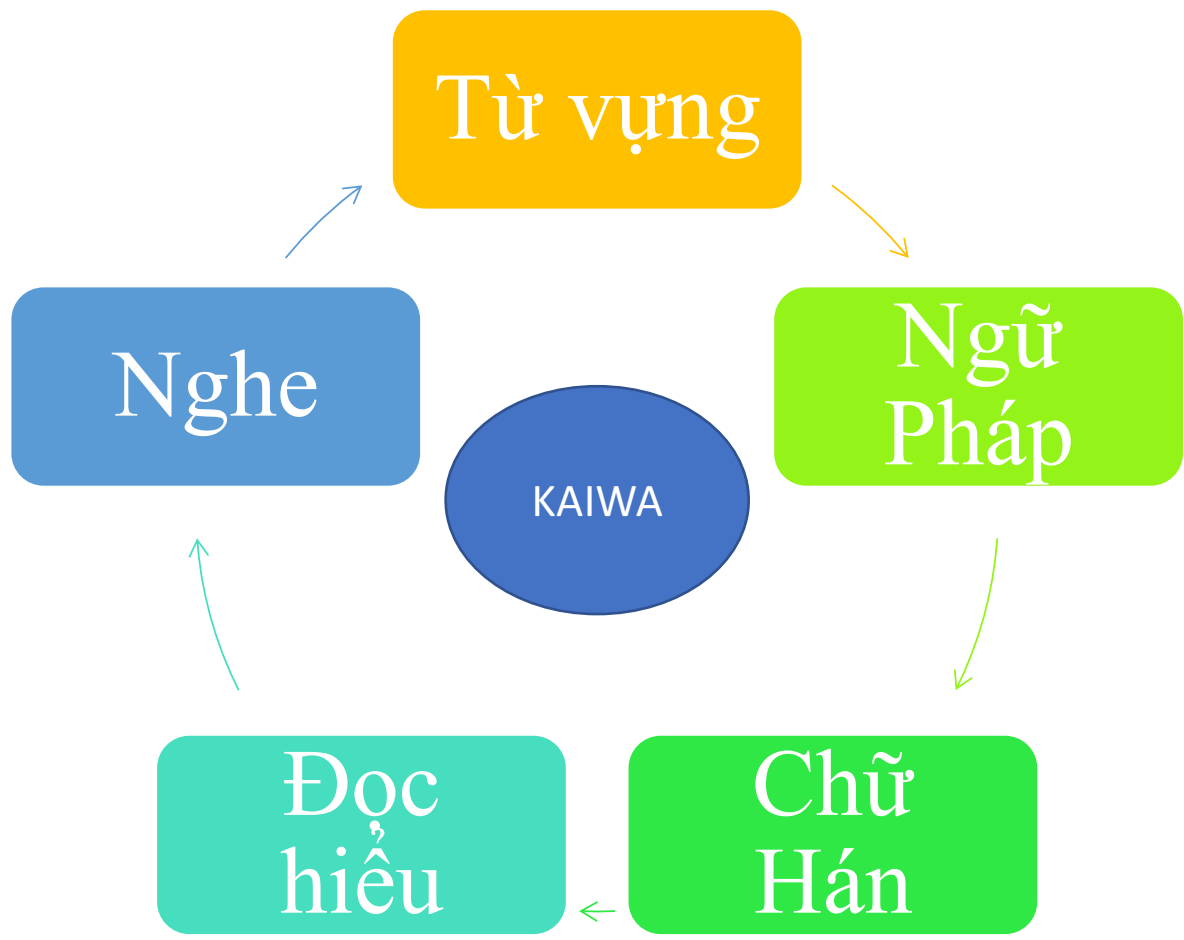 Từ vựng
Ngữ
Pháp
Chữ
Hán
Đọc
hiểu
Nghe
KAIWA